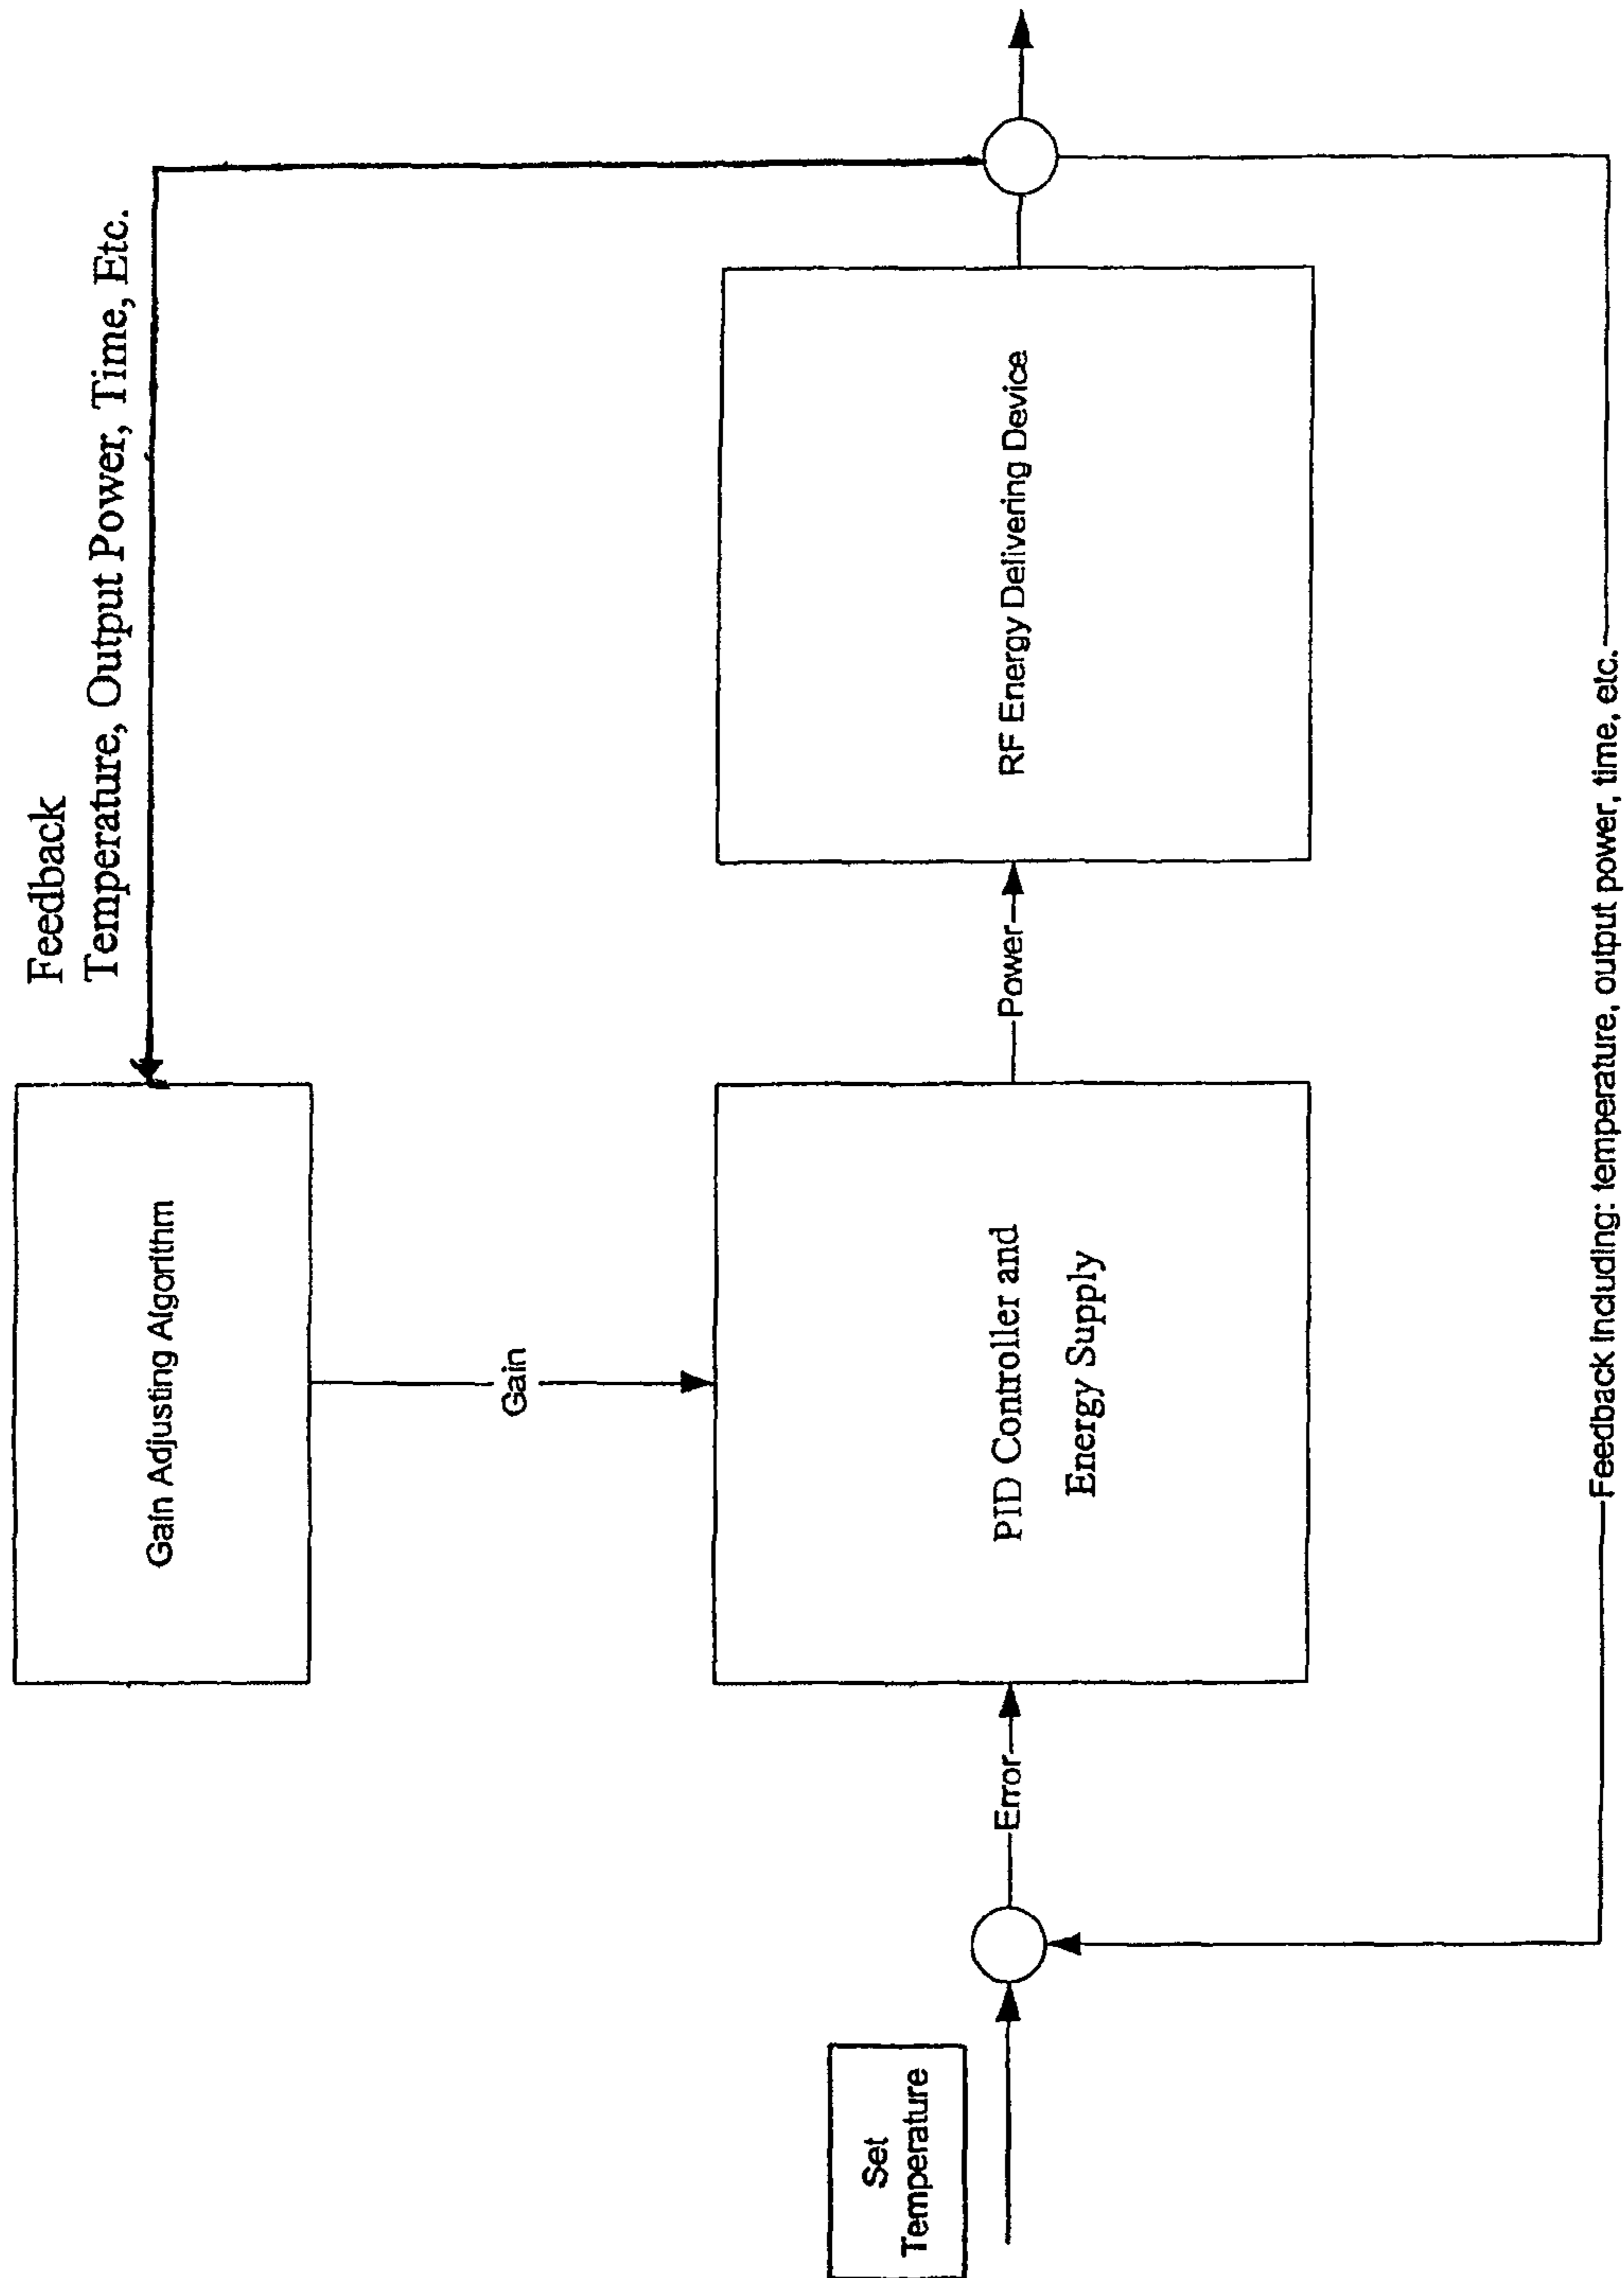 Feedback
Temperature, Output Power, Time, Etc.
Gain Adjusting Algorithm
Gain
Set
Temperature
Error
PID Controller and
Energy Supply
Power
RF Energy Delivering Device
Feedback including: temperature, output power, time, etc.